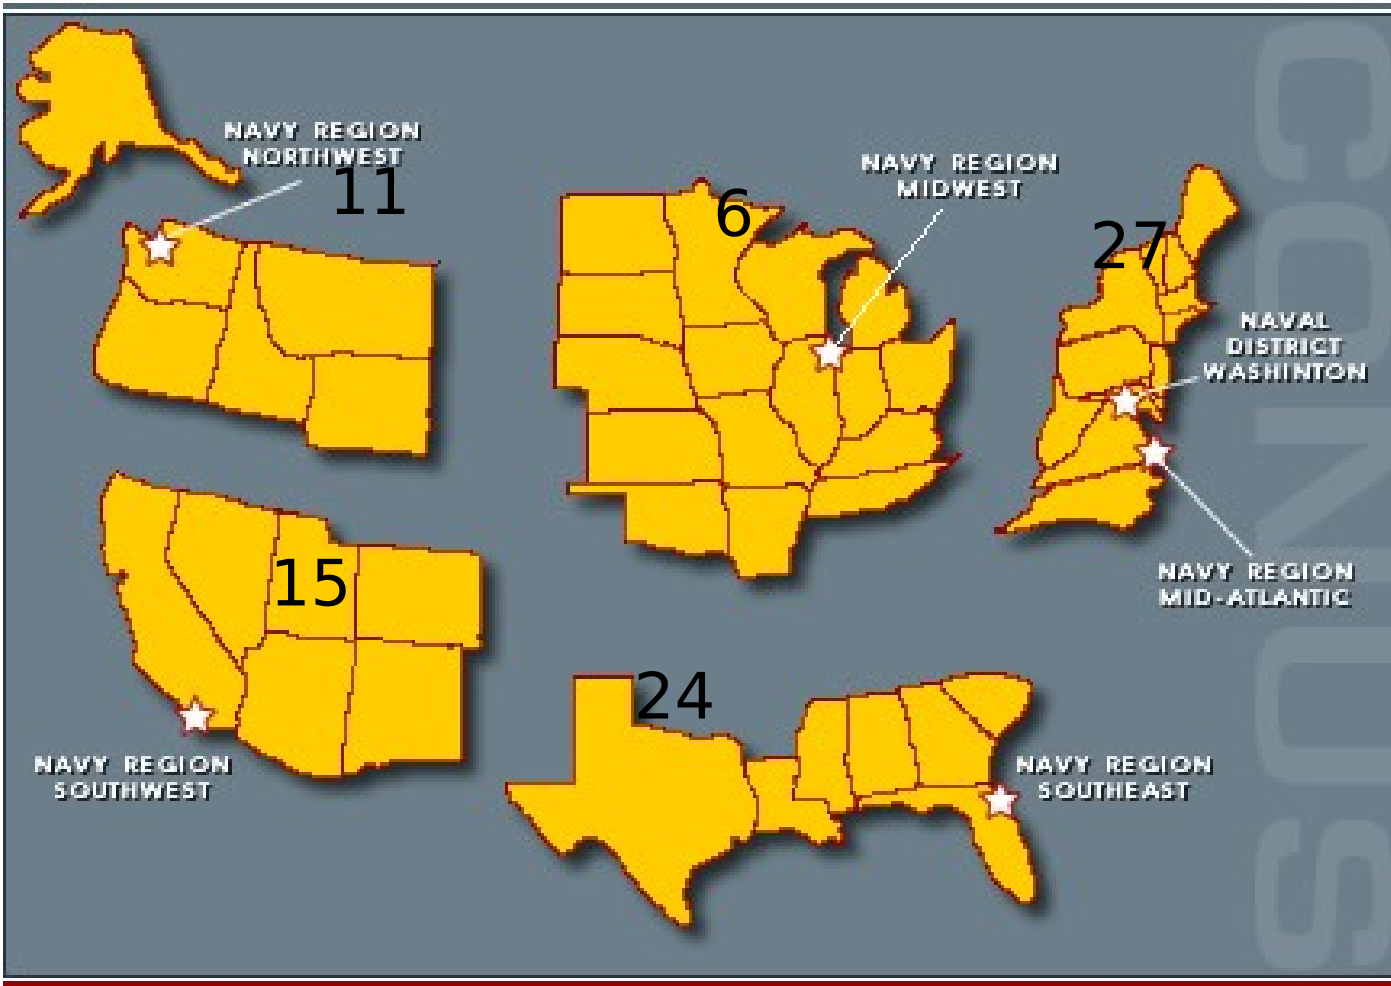 NAVY REGION
NORTHWEST
11
NAVY REGION
MIDWEST
6
27
NAVAL
DISTRICT
WASHINTON
NAVY REGION
MID-ATLANTIC
15
NAVY REGION
SOUTHWEST
24
NAVY REGION
SOUTHEAST
CONUS